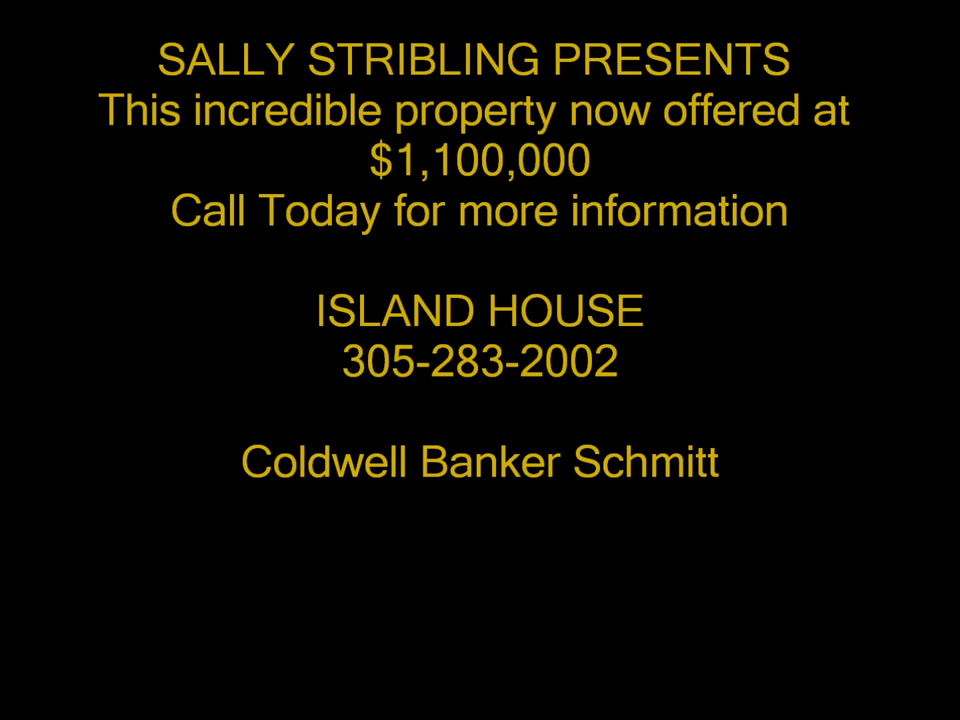 SALLY STRIBLING PRESENTS
This incredible property now offered at
$1,100,000
Call Today for more information
ISLAND HOUSE
305-283-2002
Coldwell Banker Schmitt